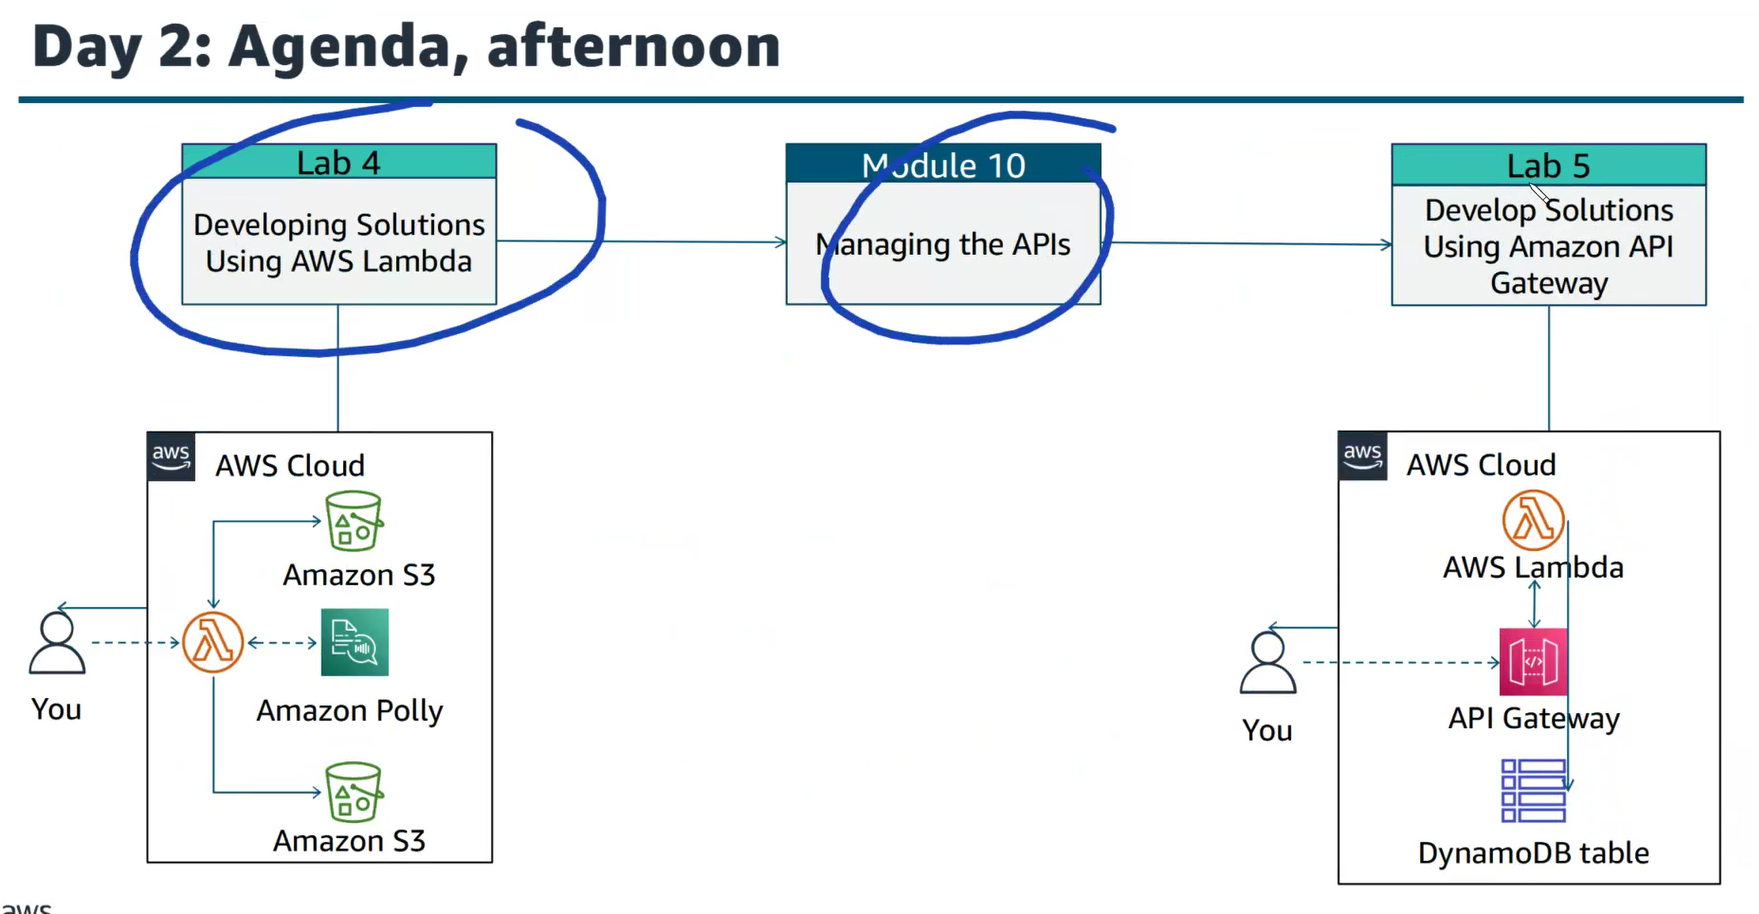 Day 2: Agenda, afternoon
Lab 4
Developing Solutions
Using AWS Lambda
Module 10
Managing the APIs
Lab 5
Develop Solutions
Using Amazon API
Gateway
aws
AWS Cloud
Amazon S3
You
Amazon Polly
Amazon S3
aws
AWS Cloud
AWS Lambda
You
API Gateway
DynamoDB table
aws